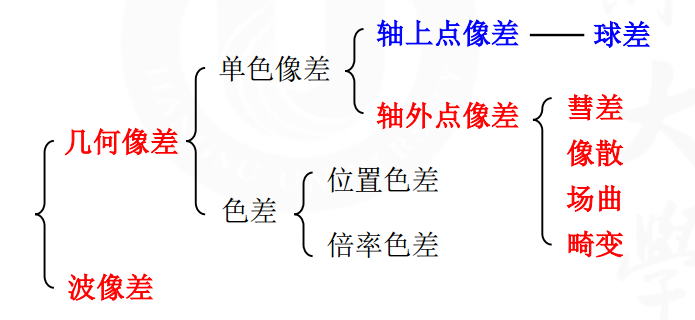 轴上点像差 球差
单色像差
轴外点像差
彗差
像散
场曲
畸变
几何像差
色差
位置色差
倍率色差
波像差